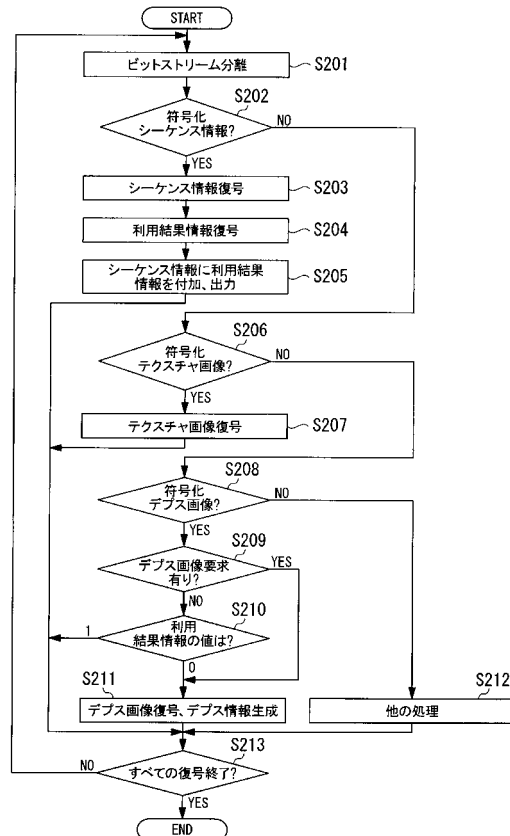 START
ビットストリーム分離
S201
S202
符号化
シーケンス情報?
NO
YES
シーケンス情報復号
S203
利用結果情報復号
S204
シーケンス情報に利用結果
情報を付加、出力
S205
S206
符号化
テクスチャ画像?
NO
YES
テクスチャ画像復号
S207
S208
符号化
デプス画像?
NO
YES
S209
デプス画像要求
有り?
YES
NO
S210
利用
結果情報の値は?
1
0
S211
デプス画像復号、デプス情報生成
S212
他の処理
S213
すべての復号終了?
NO
YES
END